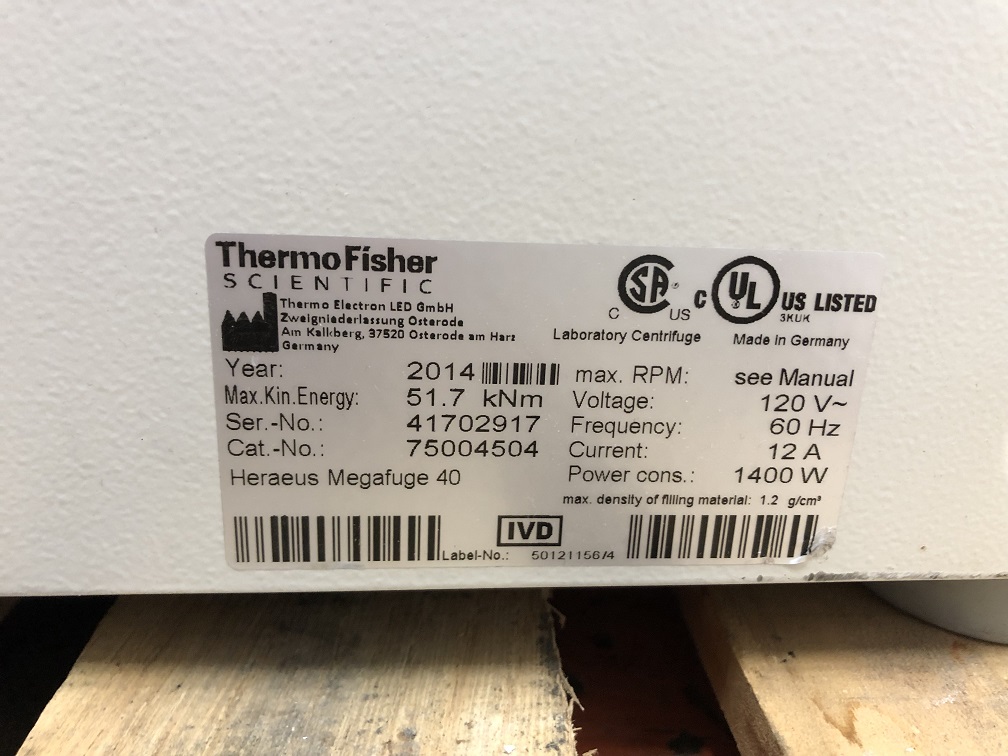 ThermoFisher
SCIENTIFIC
Thermo Electron LED GmbH
Zweigniederlassung Osterode
Am Kalkberg, 37520 Osterode am Harz
Germany
C SA US
C UL US LISTED
3KUK
Laboratory Centrifuge
Made in Germany
Year: 2014
Max.Kin.Energy: 51.7 kNm
Ser.-No.: 41702917
Cat.-No.: 75004504
Heraeus Megafuge 40
max. RPM: see Manual
Voltage: 120 V~
Frequency: 60 Hz
Current: 12 A
Power cons.: 1400 W
max. density of filling material: 1.2 g/cm³
IVD
Label-No.: 50121156/4